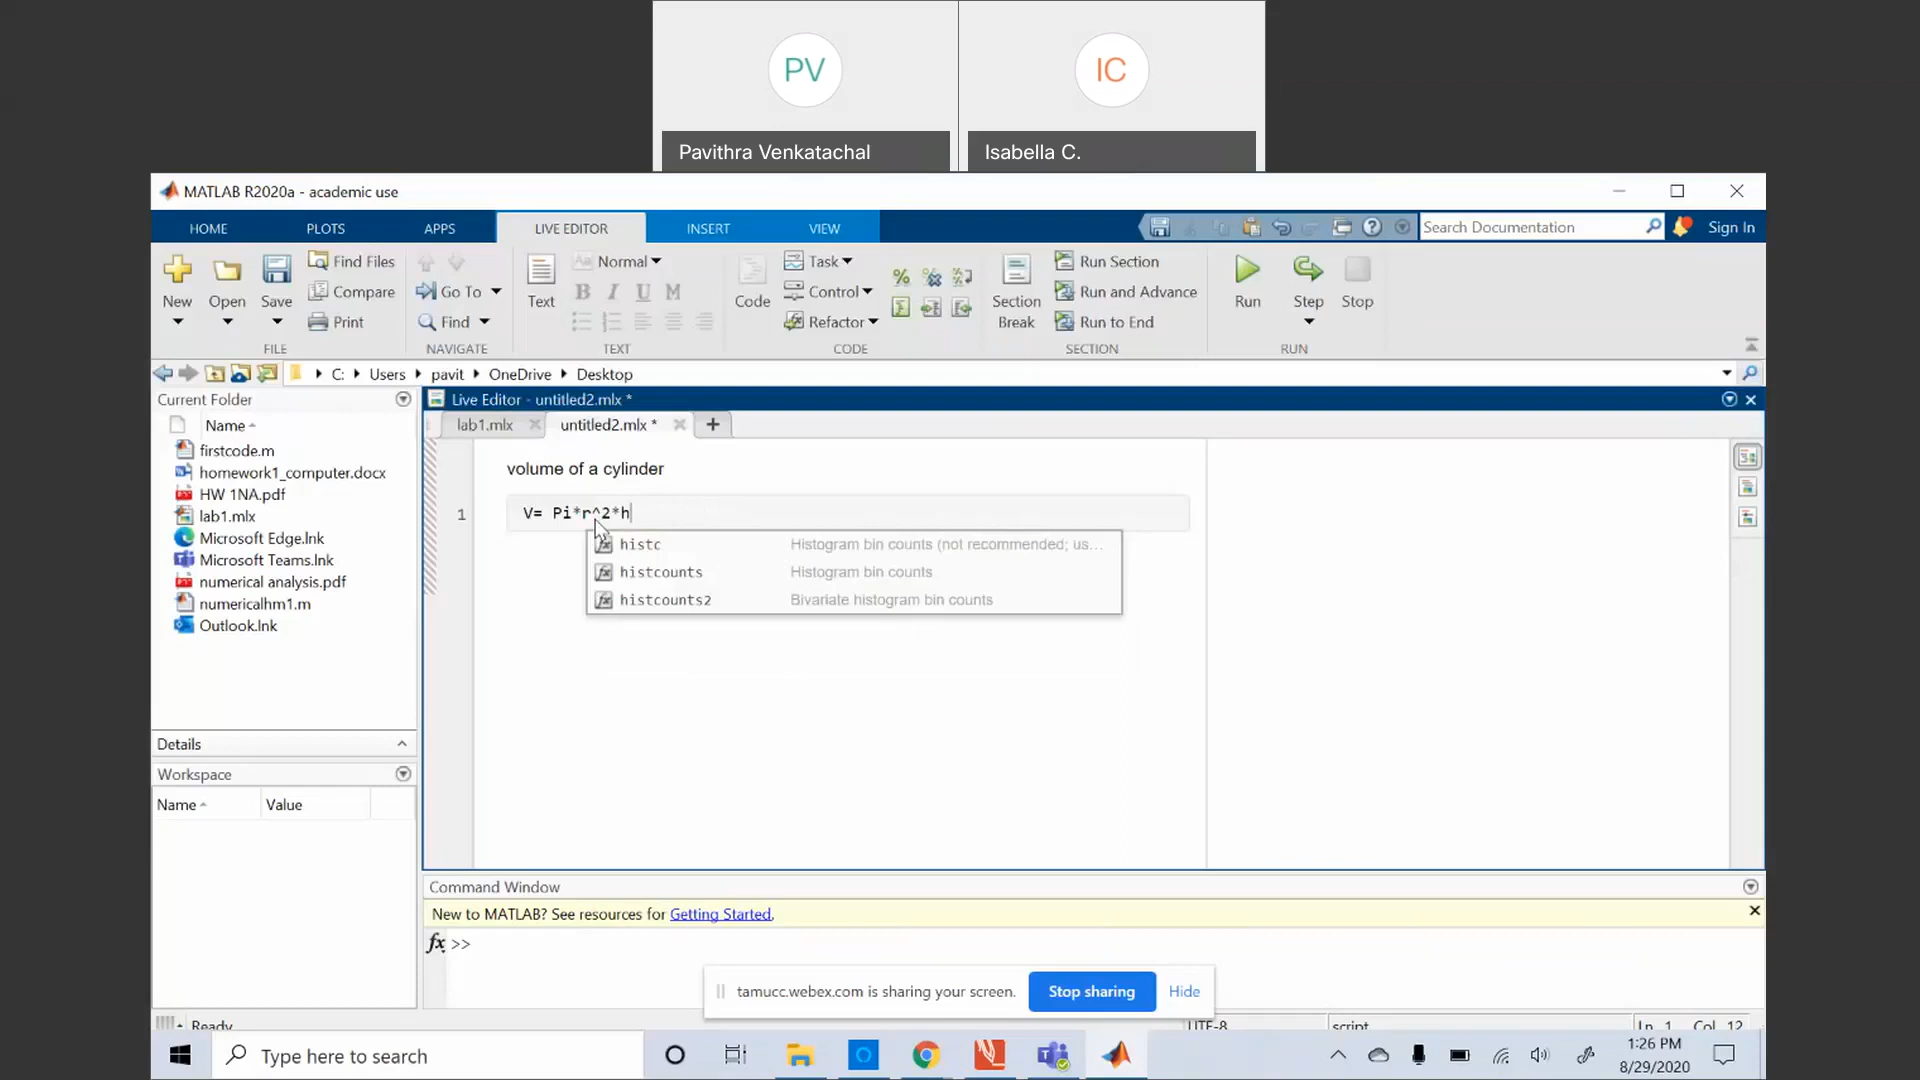 PV
IC
Pavithra Venkatachal
Isabella C.
MATLAB R2020a - academic use
HOME PLOTS APPS LIVE EDITOR INSERT VIEW
Search Documentation
Sign In
New Open Save
Find Files
Compare
Print
FILE
Go To
Find
NAVIGATE
Text
Normal
B I U M
TEXT
Code
Task
Control
Refactor
CODE
Section Break
Run Section
Run and Advance
Run to End
SECTION
Run Step Stop
RUN
C: Users pavit OneDrive Desktop
Current Folder
Name
firstcode.m
homework1_computer.docx
HW 1NA.pdf
lab1.mlx
Microsoft Edge.lnk
Microsoft Teams.lnk
numerical analysis.pdf
numericalhm1.m
Outlook.lnk
Details
Workspace
Name Value
Live Editor - untitled2.mlx *
lab1.mlx untitled2.mlx *
volume of a cylinder
1 V= Pi*r^2*h
histc Histogram bin counts (not recommended; us...
histcounts Histogram bin counts
histcounts2 Bivariate histogram bin counts
Command Window
New to MATLAB? See resources for Getting Started.
fx >>
tamucc.webex.com is sharing your screen. Stop sharing Hide
Ready
UTF-8 script Ln 1 Col 12
Type here to search
1:26 PM
8/29/2020